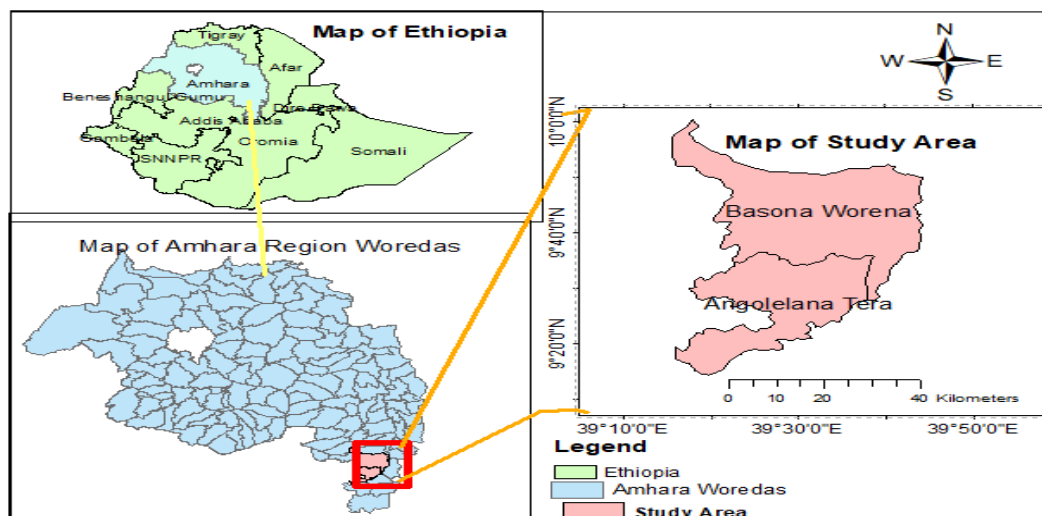 Map of Ethiopia
Tigray
Afar
Amhara
Beneshangul Gumu
Dire Dawa
Addis Ababa
Gambela
Oromia
SNNPR
Somali
N
W E
S
Map of Study Area
Basona Worena
Angolelana Tera
10°0'0"N
9°40'0"N
9°20'0"N
0 10 20 40 Kilometers
39°10'0"E 39°30'0"E 39°50'0"E
Map of Amhara Region Woredas
Legend
Ethiopia
Amhara Woredas
Study Area